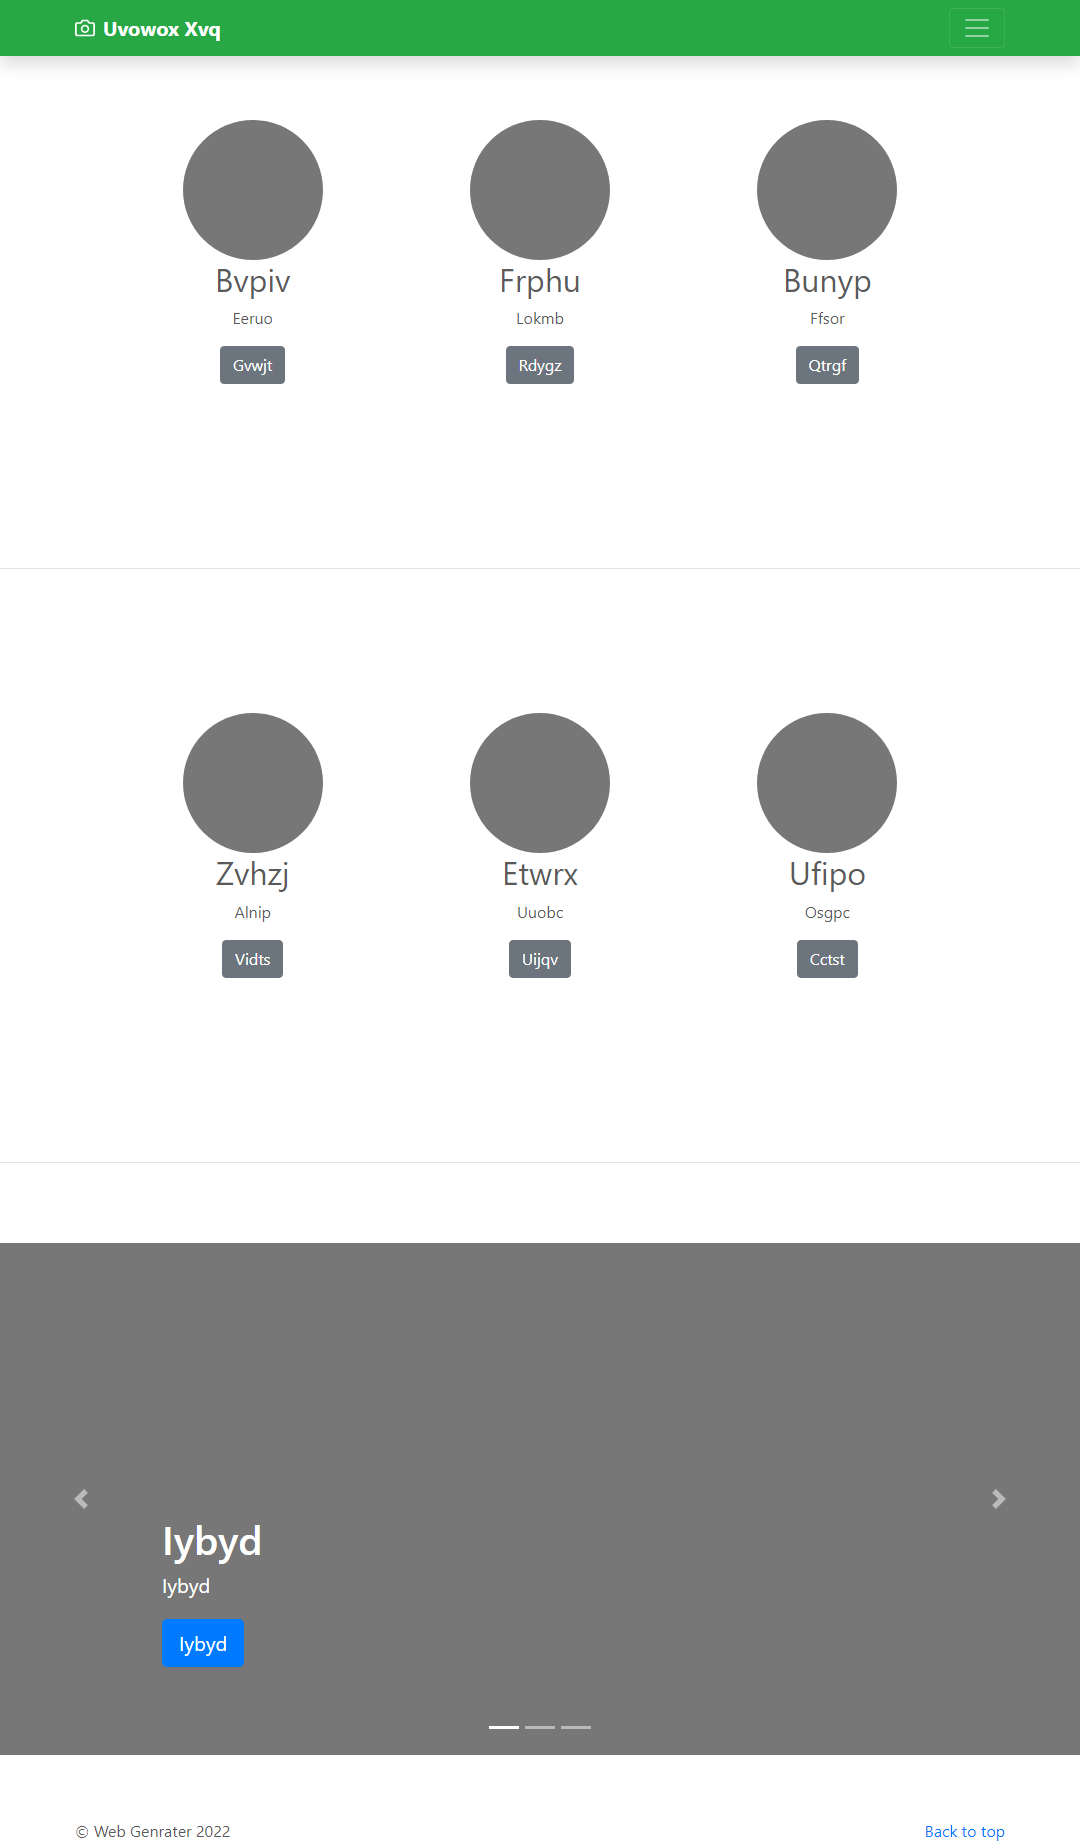 Uvowox Xvq
Bvpiv
Eeruo
Gvwjt
Frphu
Lokmb
Rdygz
Bunyp
Ffsor
Qtrgf
Zvhzj
Alnip
Vidts
Etwrx
Uuobc
Uijqv
Ufipo
Osgpc
Cctst
Iybyd
Iybyd
Iybyd
© Web Genrater 2022
Back to top